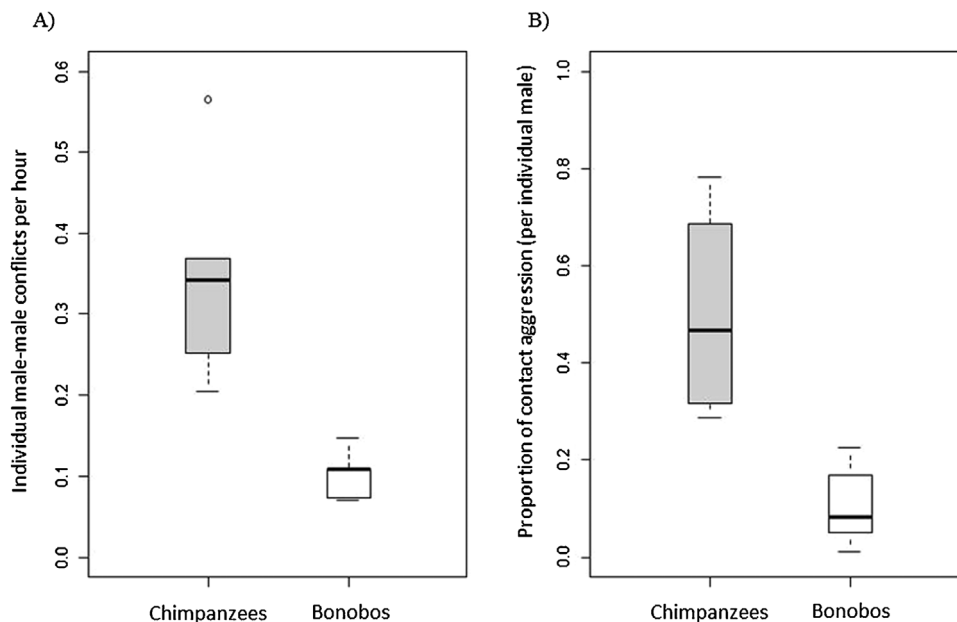 A)
Individual male-male conflicts per hour
0.6
0.5
0.4
0.3
0.2
0.1
0.0
Chimpanzees Bonobos
B)
Proportion of contact aggression (per individual male)
1.0
0.8
0.6
0.4
0.2
0.0
Chimpanzees Bonobos